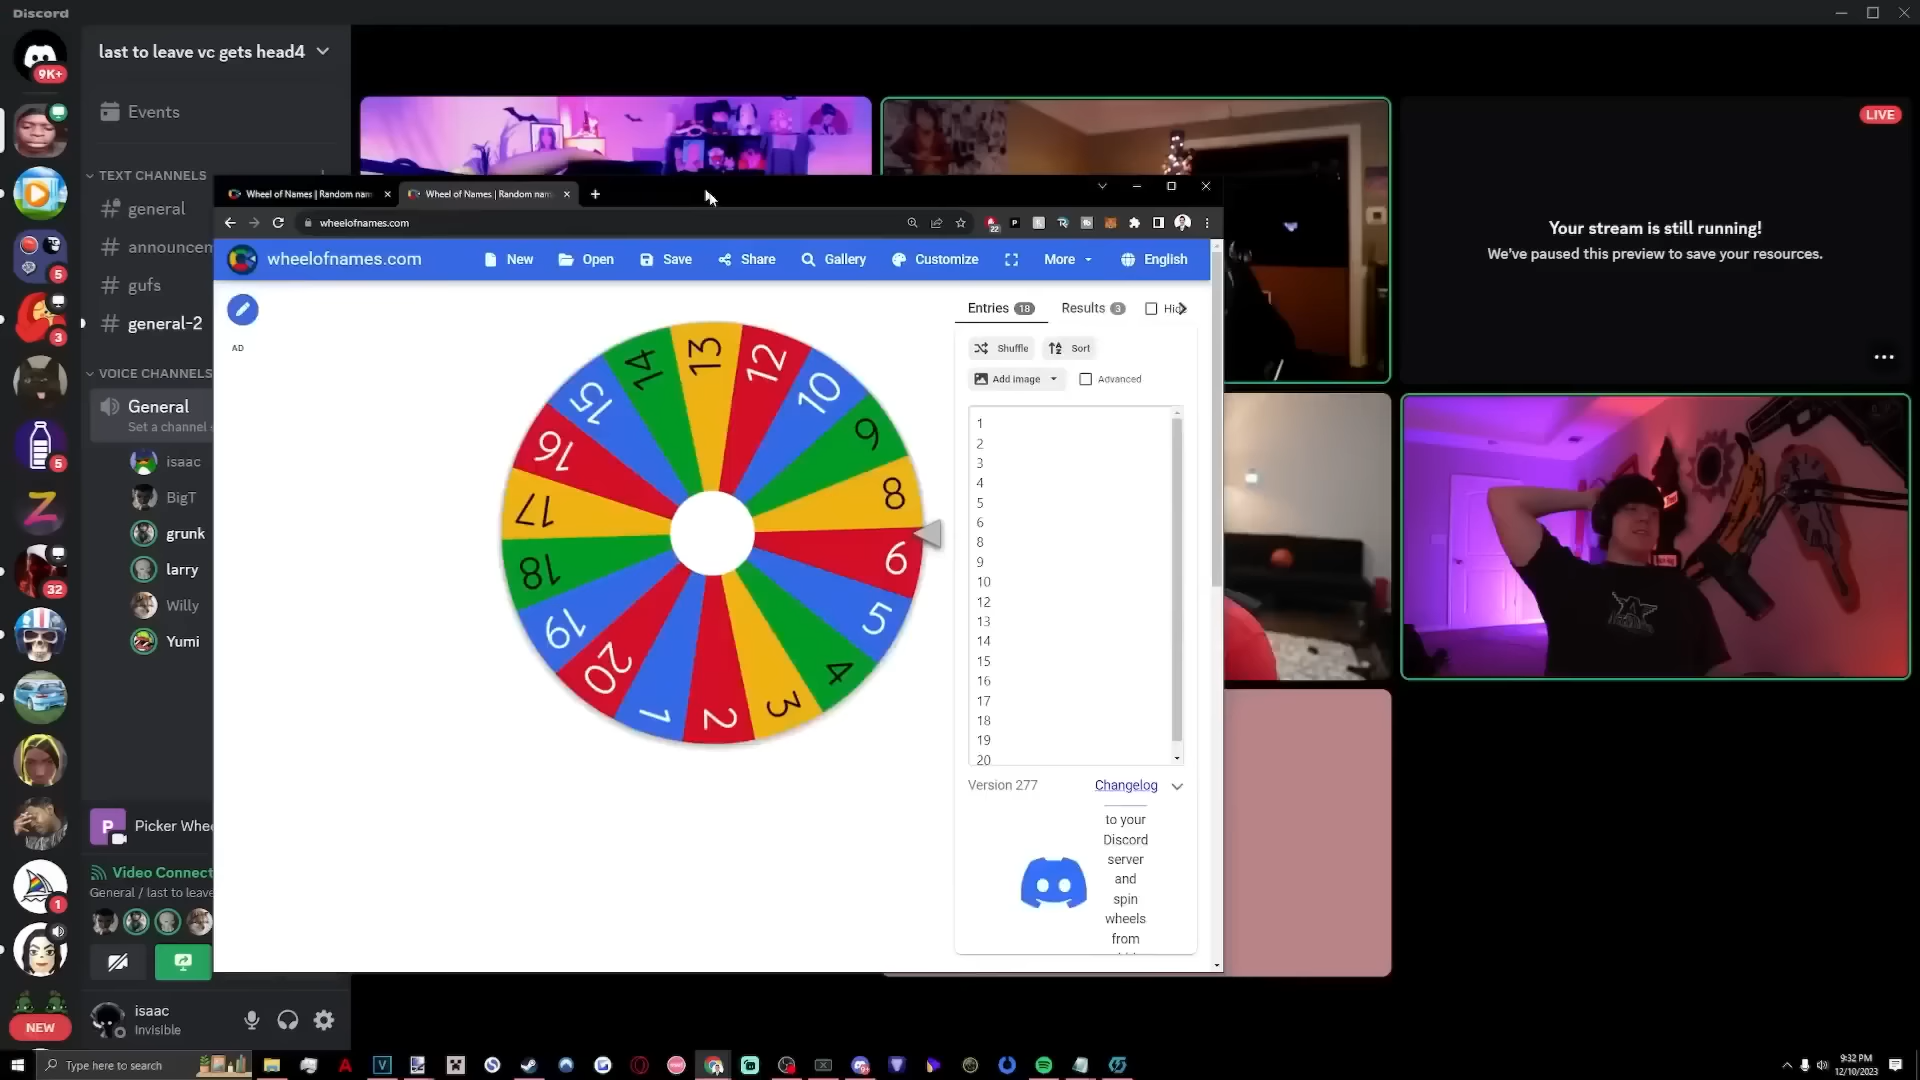 Discord
last to leave vc gets head4
9K+
Events
TEXT CHANNELS
general
announcem
gufs
general-2
VOICE CHANNELS
General
Set a channel
isaac
BigT
grunk
larry
Willy
Yumi
5
3
5
32
1
NEW
P
Picker Whe
Video Connect
General / last to leave
isaac
Invisible
Wheel of Names | Random nam
Wheel of Names | Random nam
wheelofnames.com
22
wheelofnames.com
New
Open
Save
Share
Gallery
Customize
More
English
AD
13
12
10
9
8
6
5
4
3
2
1
20
19
18
17
16
15
14
Entries 18
Results 3
Shuffle
Sort
Add image
Advanced
1
2
3
4
5
6
8
9
10
12
13
14
15
16
17
18
19
20
Version 277
Changelog
to your
Discord
server
and
spin
wheels
from
LIVE
Your stream is still running!
We've paused this preview to save your resources.
Type here to search
9:32 PM
12/10/2023